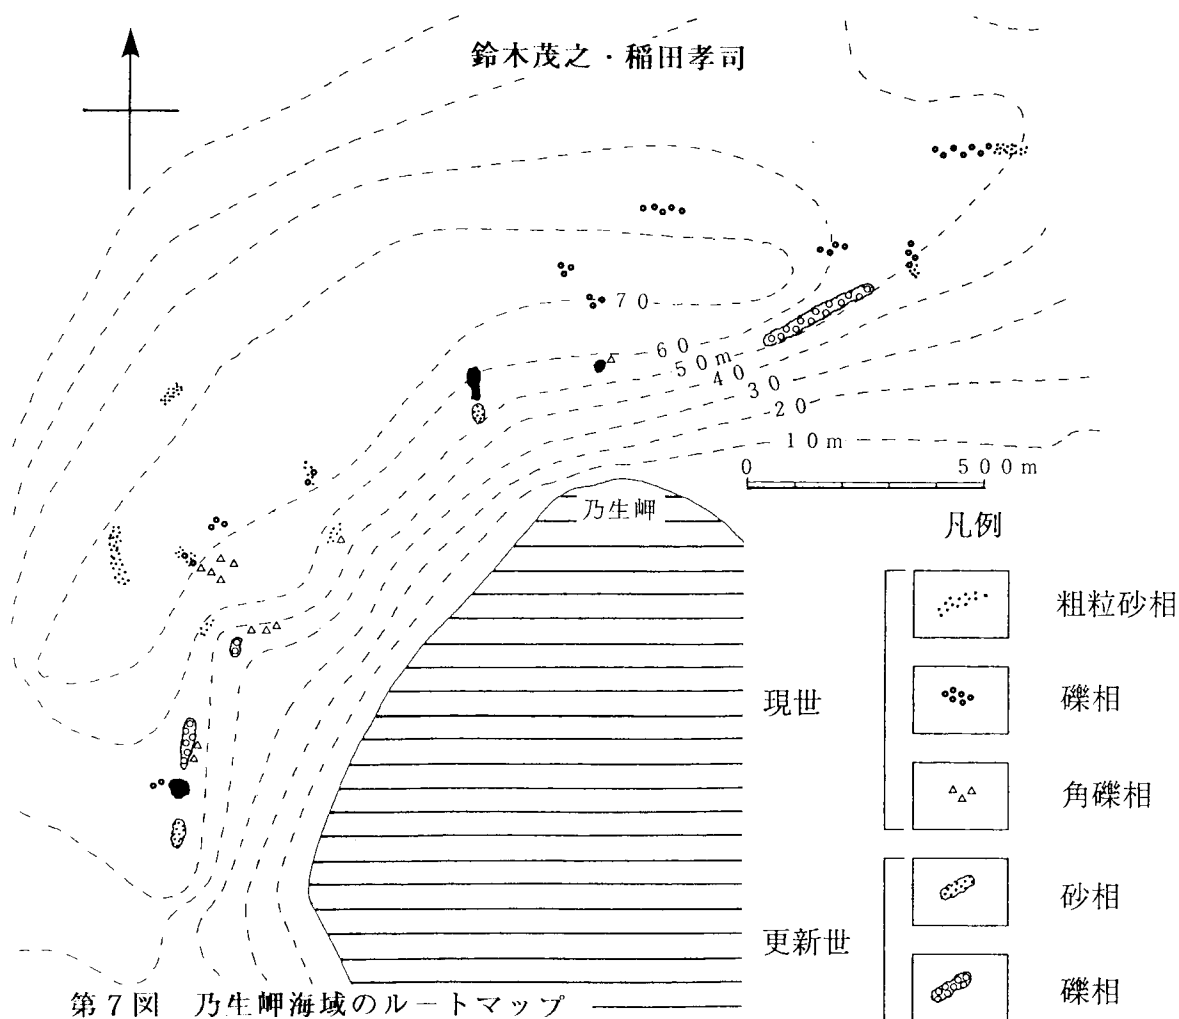 鈴木茂之・稲田孝司
70
60
50m
40
30
20
10m
0 500m
乃生岬
凡例
粗粒砂相
礫相
現世
角礫相
砂相
更新世
礫相
第7図 乃生岬海域のルートマップ